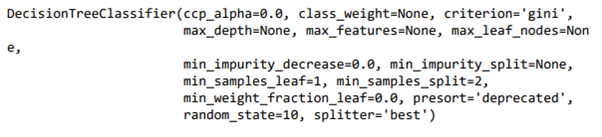 DecisionTreeClassifier(ccp_alpha=0.0, class_weight=None, criterion='gini',
                       max_depth=None, max_features=None, max_leaf_nodes=Non
e,
                       min_impurity_decrease=0.0, min_impurity_split=None,
                       min_samples_leaf=1, min_samples_split=2,
                       min_weight_fraction_leaf=0.0, presort='deprecated',
                       random_state=10, splitter='best')